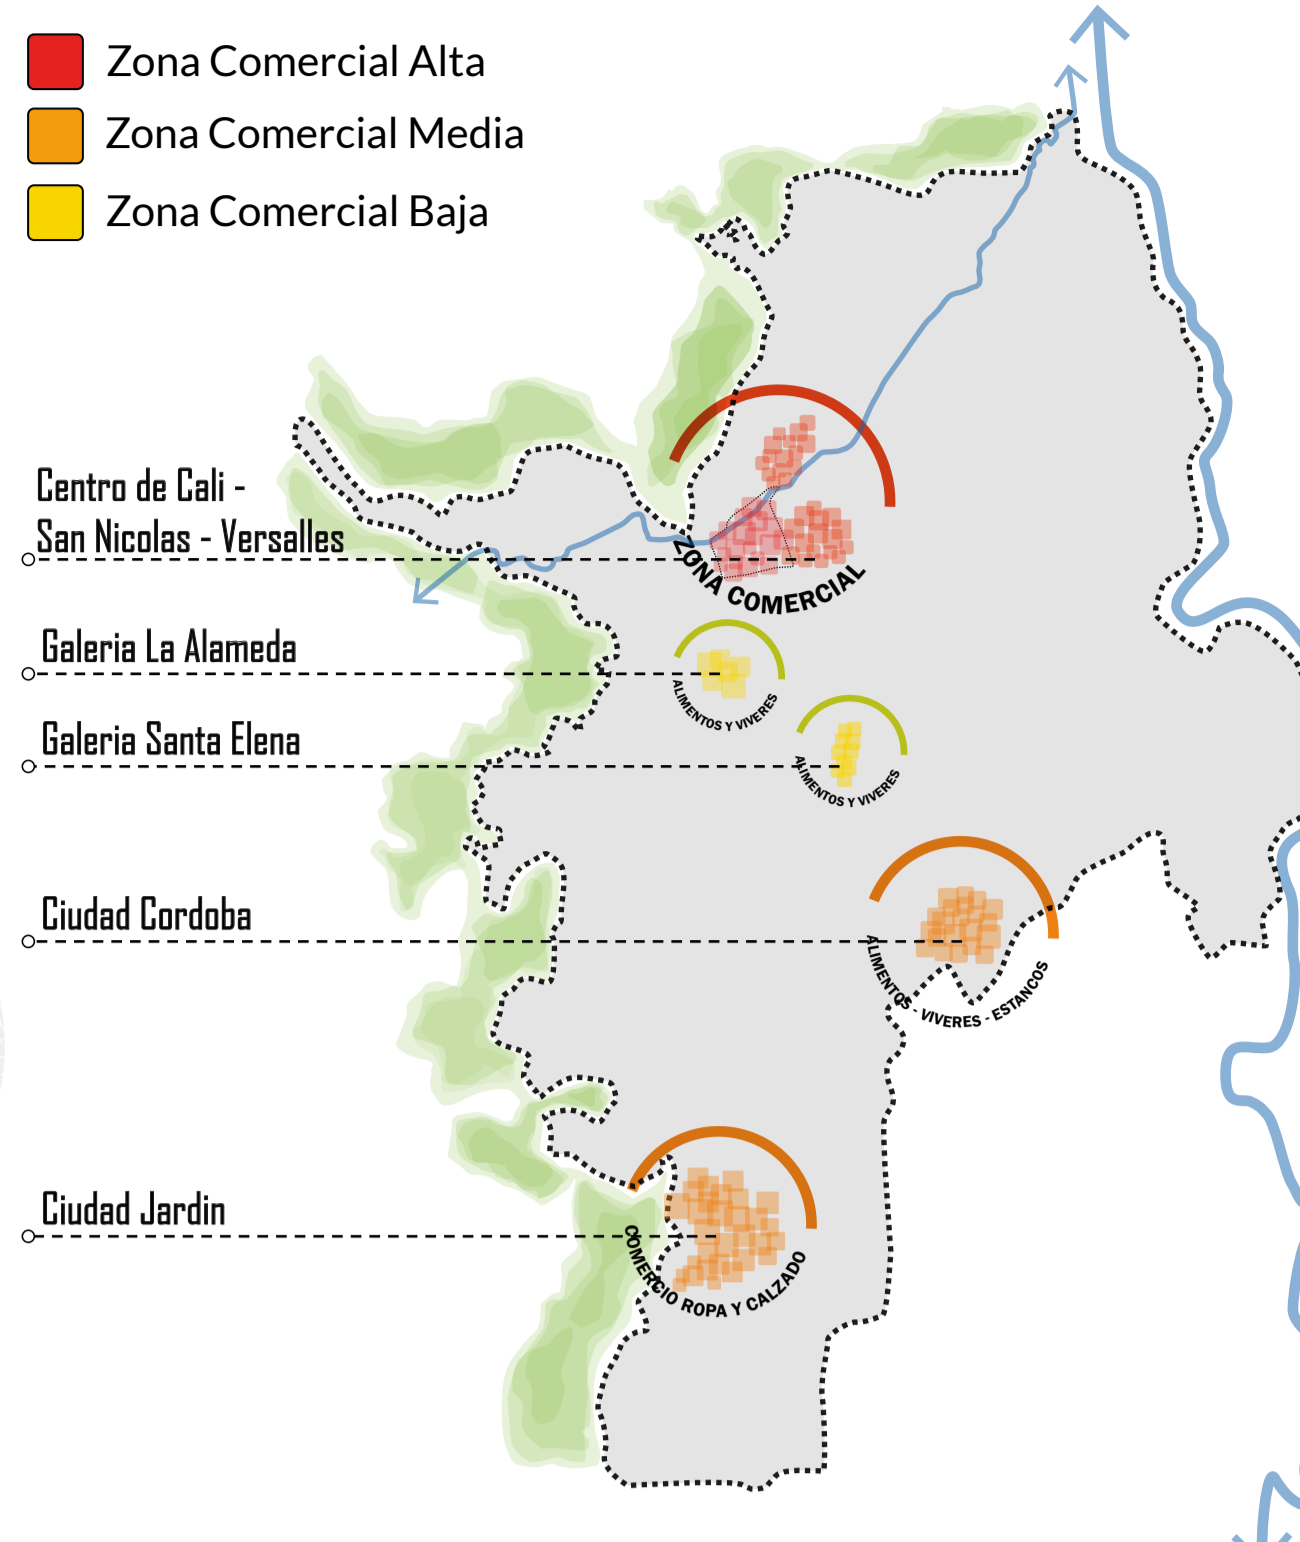 Zona Comercial Alta
Zona Comercial Media
Zona Comercial Baja
Centro de Cali -
San Nicolas - Versalles
ZONA COMERCIAL
Galeria La Alameda
ALIMENTOS Y VIVERES
Galeria Santa Elena
ALIMENTOS Y VIVERES
Ciudad Cordoba
ALIMENTOS - VIVERES - ESTANCOS
Ciudad Jardin
COMERCIO ROPA Y CALZADO